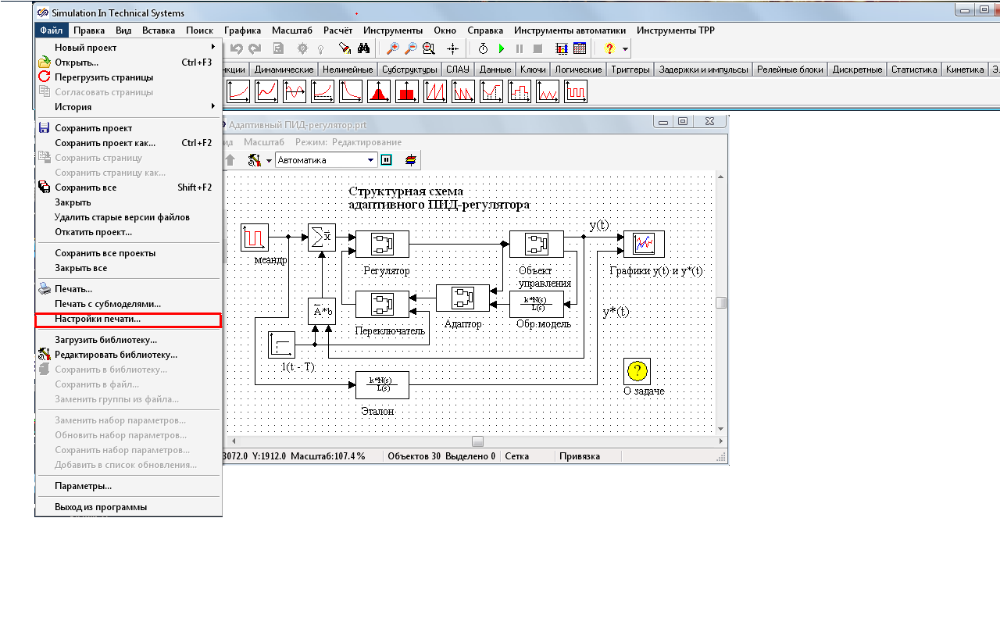 Simulation In Technical Systems
Файл Правка Вид Вставка Поиск Графика Масштаб Расчёт Инструменты Окно Справка Инструменты автоматики Инструменты ТРР
Новый проект
Открыть... Ctrl+F3
Перегрузить страницы
Согласовать страницы
История
Сохранить проект
Сохранить проект как... Ctrl+F2
Сохранить страницу
Сохранить страницу как...
Сохранить все Shift+F2
Закрыть
Удалить старые версии файлов
Откатить проект...
Сохранить все проекты
Закрыть все
Печать...
Печать с субмоделями...
Настройки печати...
Загрузить библиотеку...
Редактировать библиотеку...
Сохранить в библиотеку...
Сохранить в файл...
Заменить группы из файла...
Заменить набор параметров...
Обновить набор параметров...
Сохранить набор параметров...
Добавить в список обновления...
Параметры...
Выход из программы
нкции Динамические Нелинейные Субструктуры СЛАУ Данные Ключи Логические Триггеры Задержки и импульсы Релейные блоки Дискретные Статистика Кинетика Э.
Адаптивный ПИД-регулятор.prt
ид Масштаб Режим: Редактирование
Автоматика
Структурная схема
адаптивного ПИД-регулятора
y(t)
меандр
Регулятор
Объект
управления
Графики y(t) и y*(t)
A*b
k*N(s)
L(s)
Переключатель
Адаптор
Обр.модель
y*(t)
1(t - T)
k*N(s)
L(s)
Эталон
?
О задаче
3072.0 Y:1912.0 Масштаб:107.4% Объектов 30 Выделено 0 Сетка Привязка